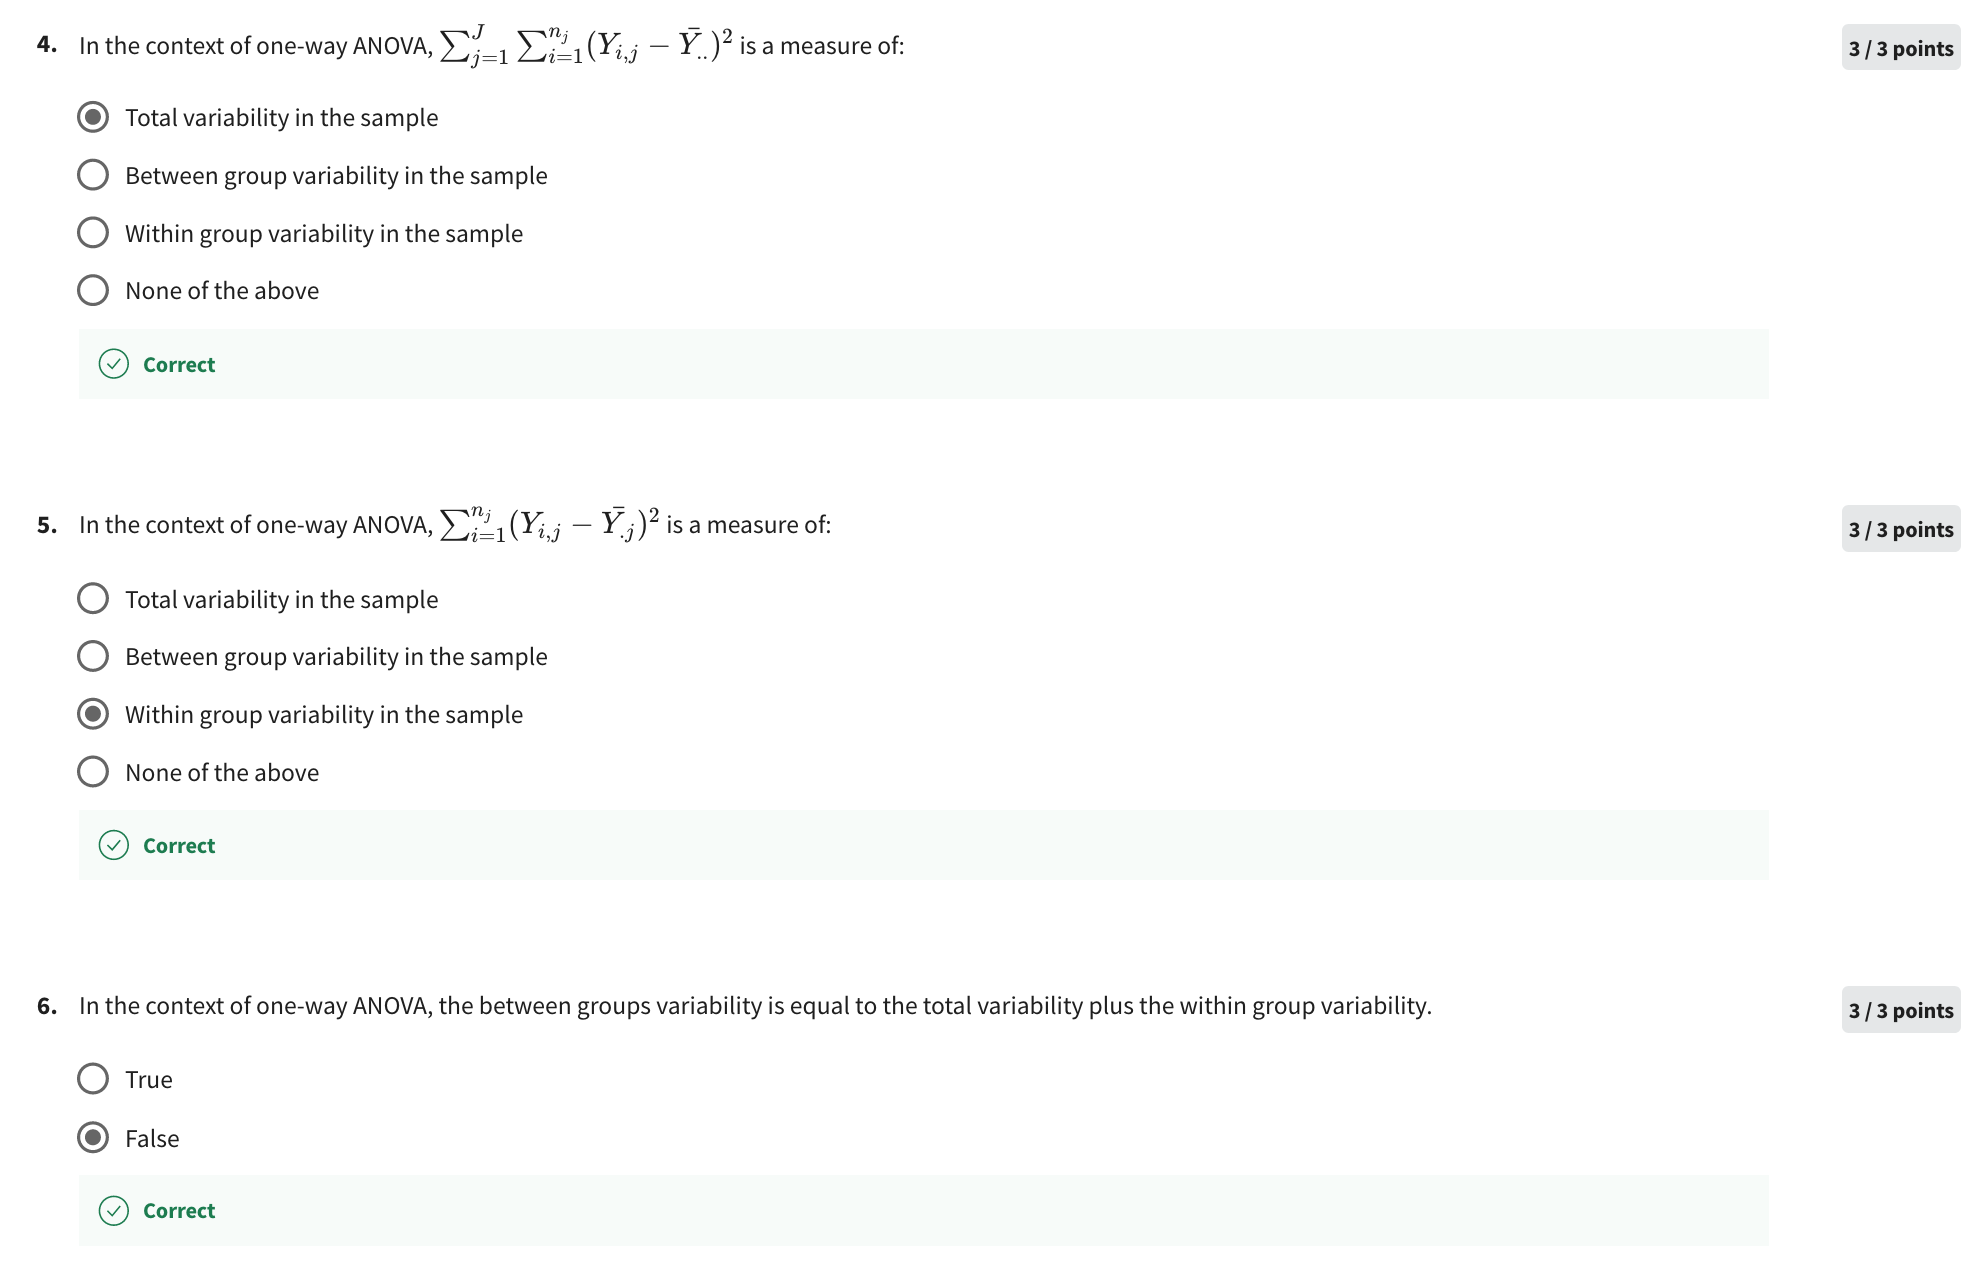 4. In the context of one-way ANOVA, $\sum_{j=1}^{J} \sum_{i=1}^{n_j} (Y_{i,j} - \bar{Y}_{..})^2$ is a measure of: 3 / 3 points
Total variability in the sample
Between group variability in the sample
Within group variability in the sample
None of the above
Correct
5. In the context of one-way ANOVA, $\sum_{i=1}^{n_j} (Y_{i,j} - \bar{Y}_{.j})^2$ is a measure of: 3 / 3 points
Total variability in the sample
Between group variability in the sample
Within group variability in the sample
None of the above
Correct
6. In the context of one-way ANOVA, the between groups variability is equal to the total variability plus the within group variability. 3 / 3 points
True
False
Correct